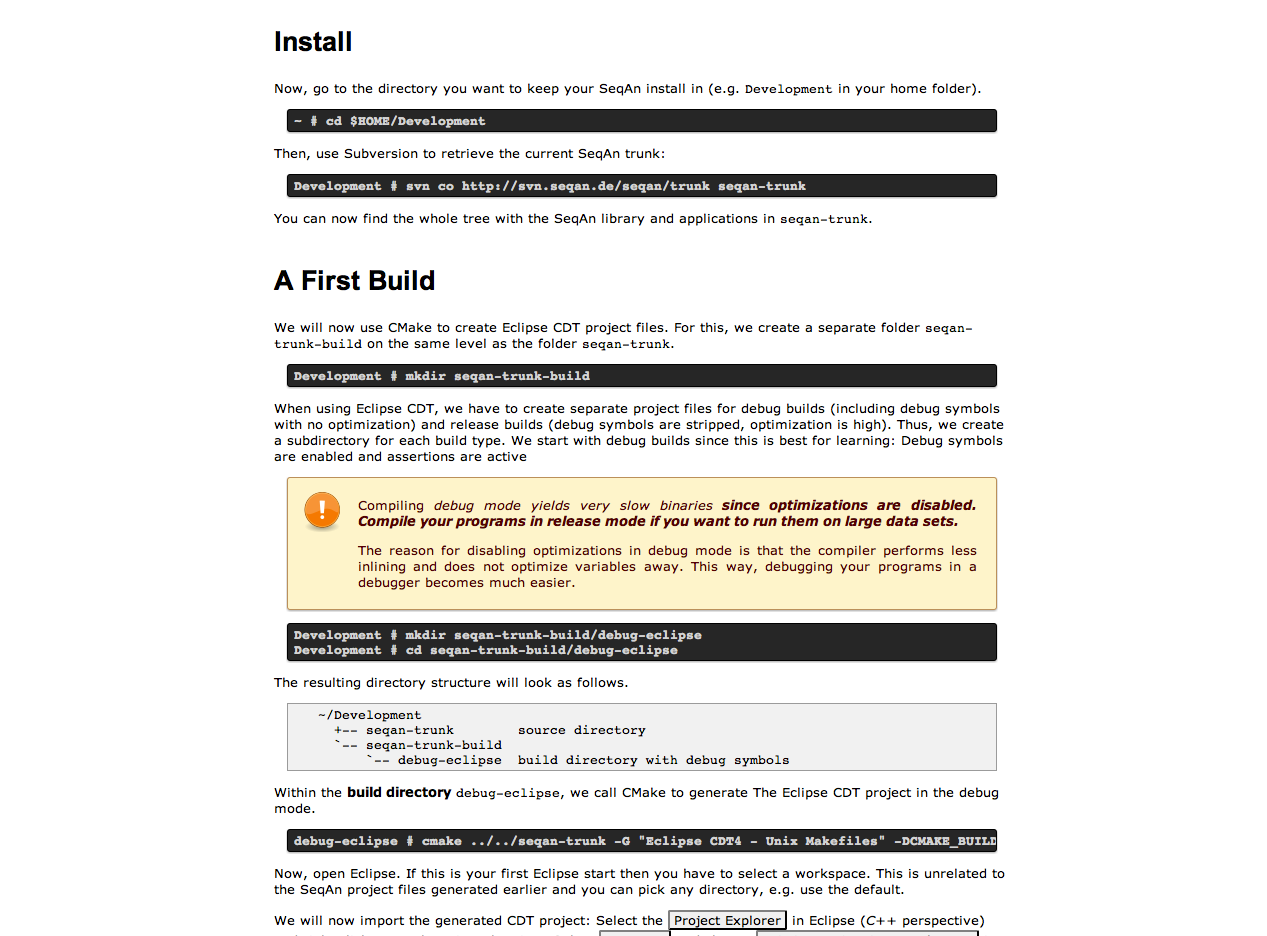 Install
Now, go to the directory you want to keep your SeqAn install in (e.g. Development in your home folder).
~ # cd $HOME/Development
Then, use Subversion to retrieve the current SeqAn trunk:
Development # svn co http://svn.seqan.de/seqan/trunk seqan-trunk
You can now find the whole tree with the SeqAn library and applications in seqan-trunk.
A First Build
We will now use CMake to create Eclipse CDT project files. For this, we create a separate folder seqan-
trunk-build on the same level as the folder seqan-trunk.
Development # mkdir seqan-trunk-build
When using Eclipse CDT, we have to create separate project files for debug builds (including debug symbols
with no optimization) and release builds (debug symbols are stripped, optimization is high). Thus, we create
a subdirectory for each build type. We start with debug builds since this is best for learning: Debug symbols
are enabled and assertions are active
Compiling debug mode yields very slow binaries since optimizations are disabled.
Compile your programs in release mode if you want to run them on large data sets.
The reason for disabling optimizations in debug mode is that the compiler performs less
inlining and does not optimize variables away. This way, debugging your programs in a
debugger becomes much easier.
Development # mkdir seqan-trunk-build/debug-eclipse
Development # cd seqan-trunk-build/debug-eclipse
The resulting directory structure will look as follows.
~/Development
+-- seqan-trunk        source directory
`-- seqan-trunk-build
`-- debug-eclipse  build directory with debug symbols
Within the build directory debug-eclipse, we call CMake to generate The Eclipse CDT project in the debug
mode.
debug-eclipse # cmake ../../seqan-trunk -G "Eclipse CDT4 - Unix Makefiles" -DCMAKE_BUILD
Now, open Eclipse. If this is your first Eclipse start then you have to select a workspace. This is unrelated to
the SeqAn project files generated earlier and you can pick any directory, e.g. use the default.
We will now import the generated CDT project: Select the Project Explorer in Eclipse (C++ perspective)